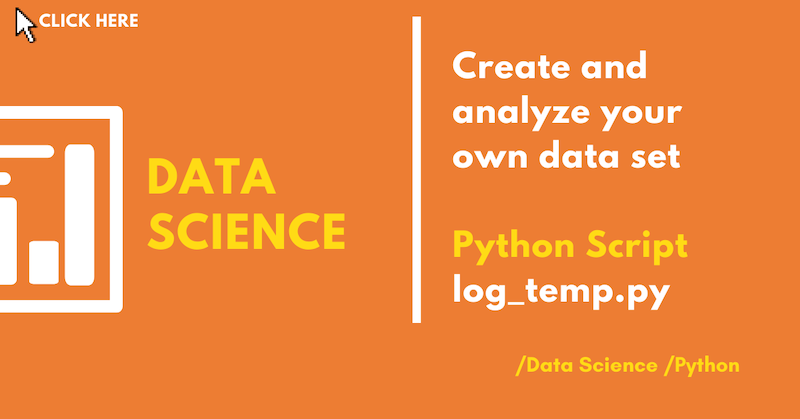 CLICK HERE
DATA
SCIENCE
Create and
analyze your
own data set
Python Script
log_temp.py
/Data Science /Python